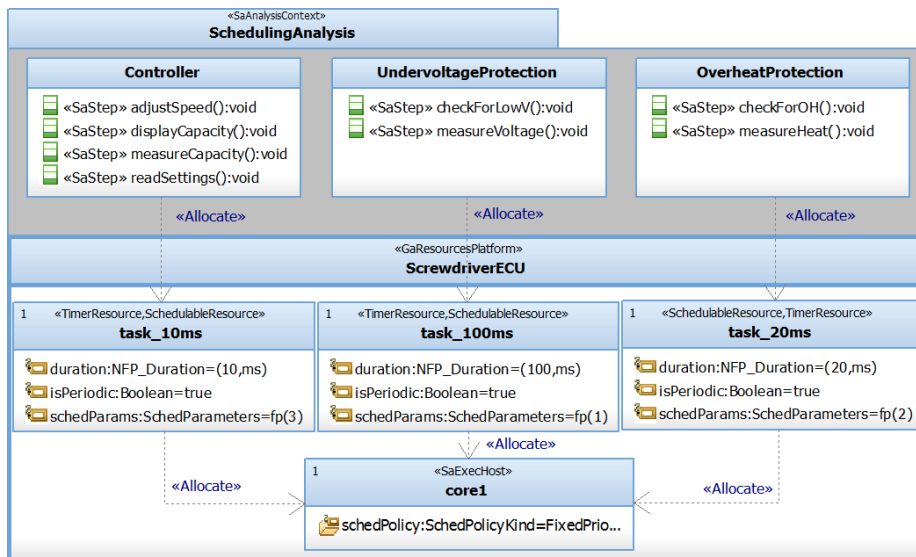 «SaAnalysisContext»
SchedulingAnalysis
Controller
«SaStep» adjustSpeed():void
«SaStep» displayCapacity():void
«SaStep» measureCapacity():void
«SaStep» readSettings():void
UndervoltageProtection
«SaStep» checkForLowV():void
«SaStep» measureVoltage():void
OverheatProtection
«SaStep» checkForOH():void
«SaStep» measureHeat():void
«Allocate»
«Allocate»
«Allocate»
«GaResourcesPlatform»
ScrewdriverECU
1
«TimerResource,SchedulableResource»
task_10ms
duration:NFP_Duration=(10,ms)
isPeriodic:Boolean=true
schedParams:SchedParameters=fp(3)
1
«TimerResource,SchedulableResource»
task_100ms
duration:NFP_Duration=(100,ms)
isPeriodic:Boolean=true
schedParams:SchedParameters=fp(1)
1
«SchedulableResource,TimerResource»
task_20ms
duration:NFP_Duration=(20,ms)
isPeriodic:Boolean=true
schedParams:SchedParameters=fp(2)
«Allocate»
«Allocate»
«Allocate»
1
«SaExecHost»
core1
schedPolicy:SchedPolicyKind=FixedPrio...